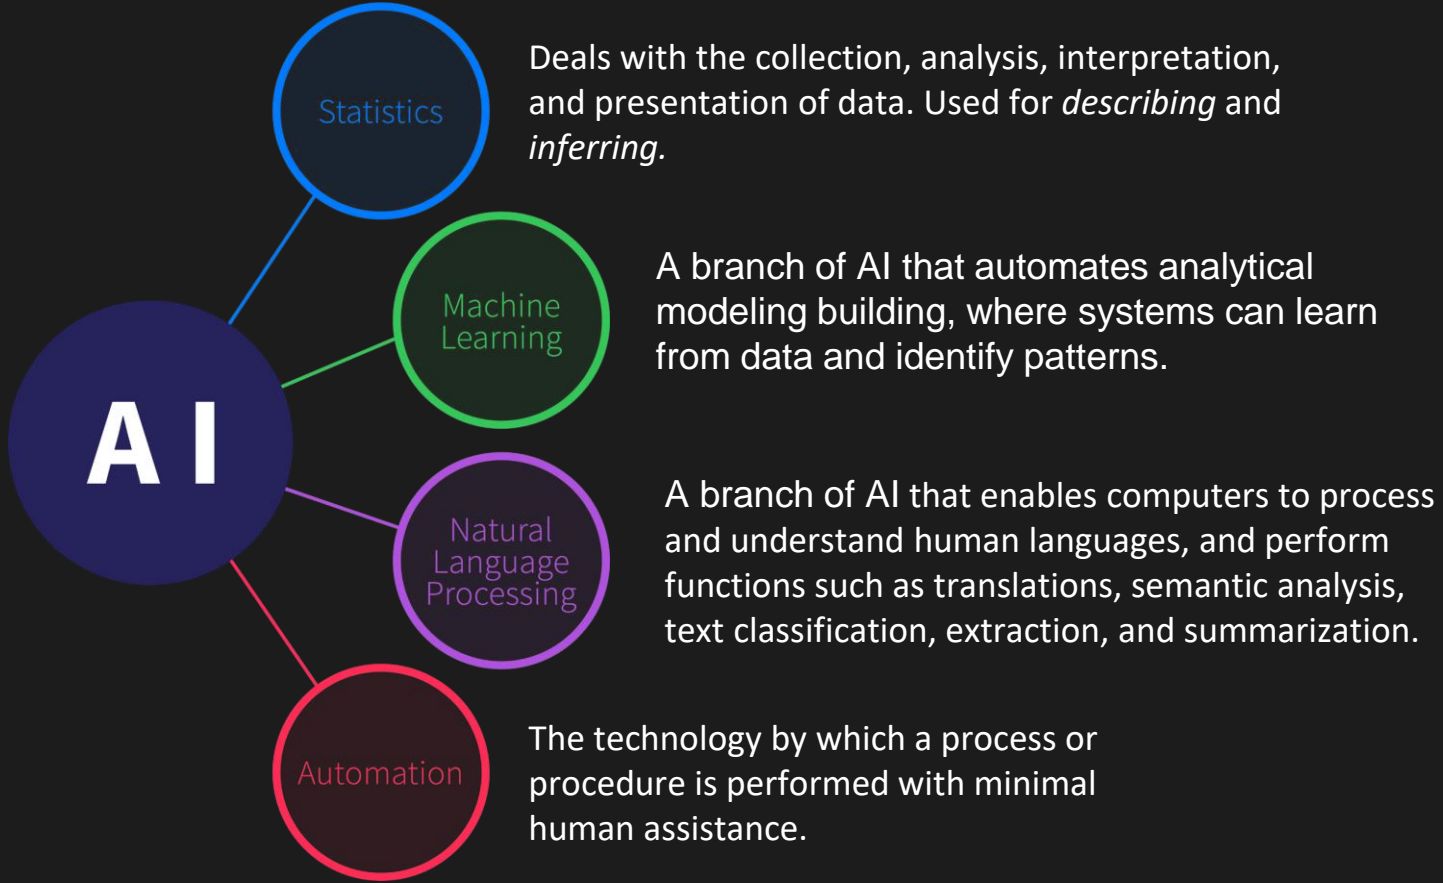 Statistics
Deals with the collection, analysis, interpretation,
and presentation of data. Used for describing and
inferring.
Machine
Learning
A branch of AI that automates analytical
modeling building, where systems can learn
from data and identify patterns.
A I
Natural
Language
Processing
A branch of AI that enables computers to process
and understand human languages, and perform
functions such as translations, semantic analysis,
text classification, extraction, and summarization.
Automation
The technology by which a process or
procedure is performed with minimal
human assistance.